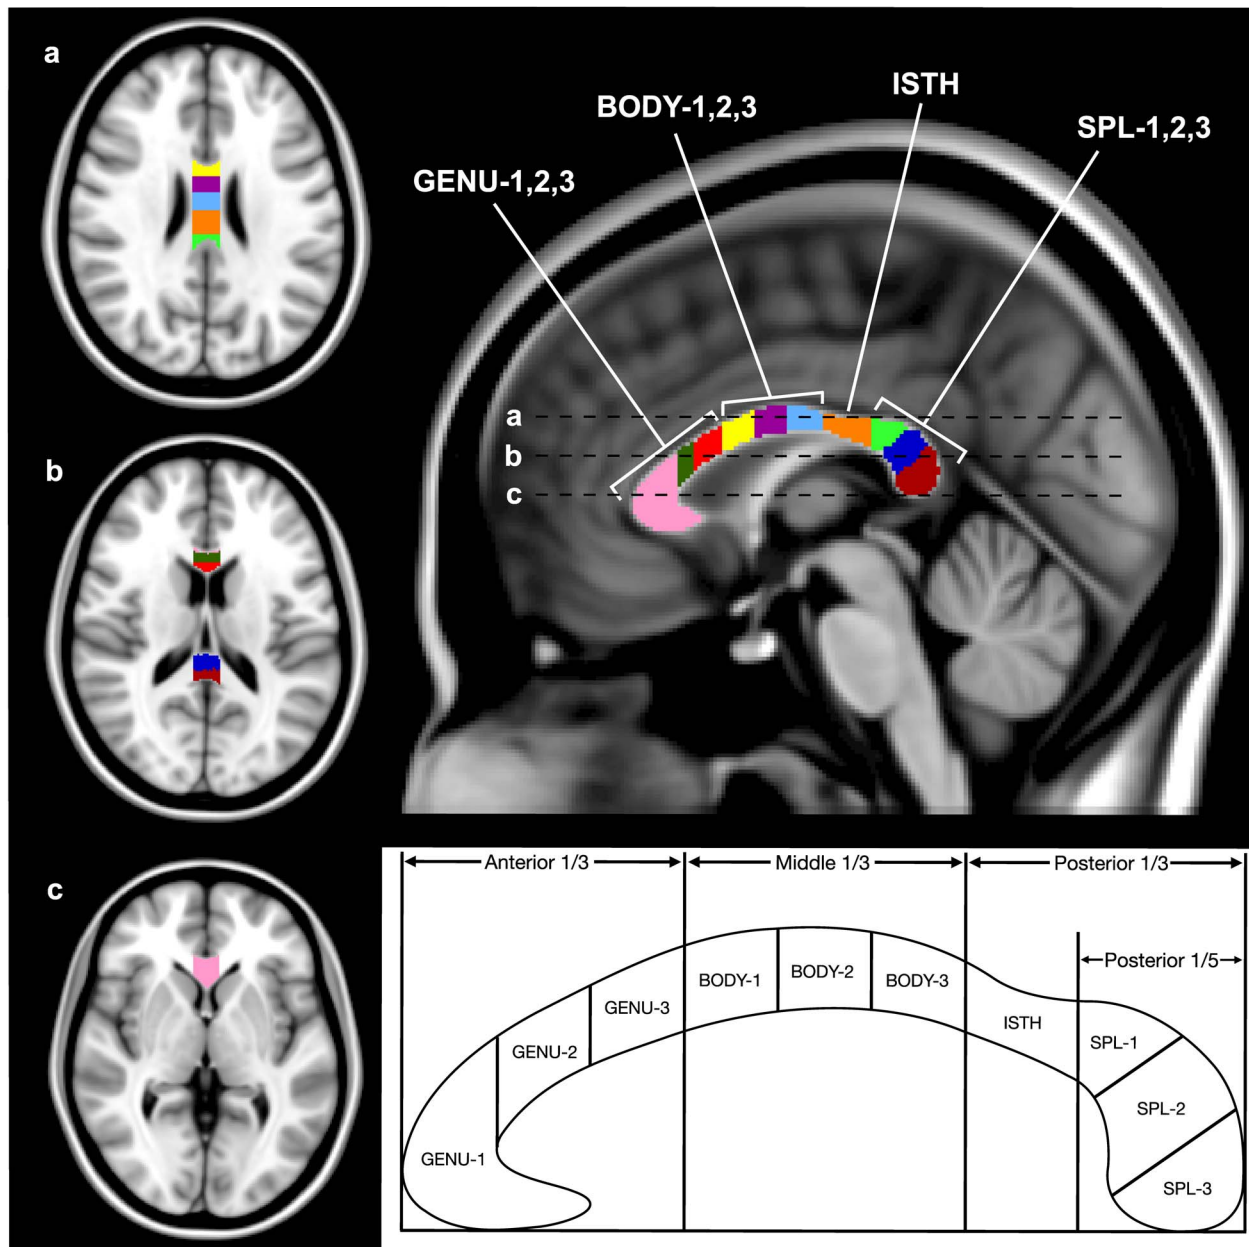 a
b
c
GENU-1,2,3
BODY-1,2,3
ISTH
SPL-1,2,3
a
b
c
Anterior 1/3
Middle 1/3
Posterior 1/3
Posterior 1/5
GENU-1
GENU-2
GENU-3
BODY-1
BODY-2
BODY-3
ISTH
SPL-1
SPL-2
SPL-3